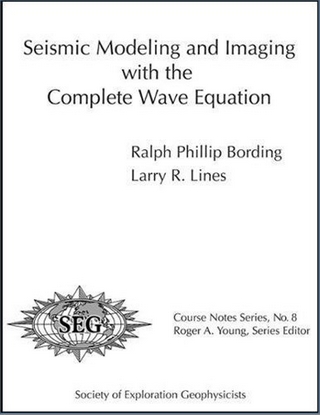 Seismic Modeling and Imaging
with the
Complete Wave Equation
Ralph Phillip Bording
Larry R. Lines
SEG
Course Notes Series, No. 8
Roger A. Young, Series Editor
Society of Exploration Geophysicists